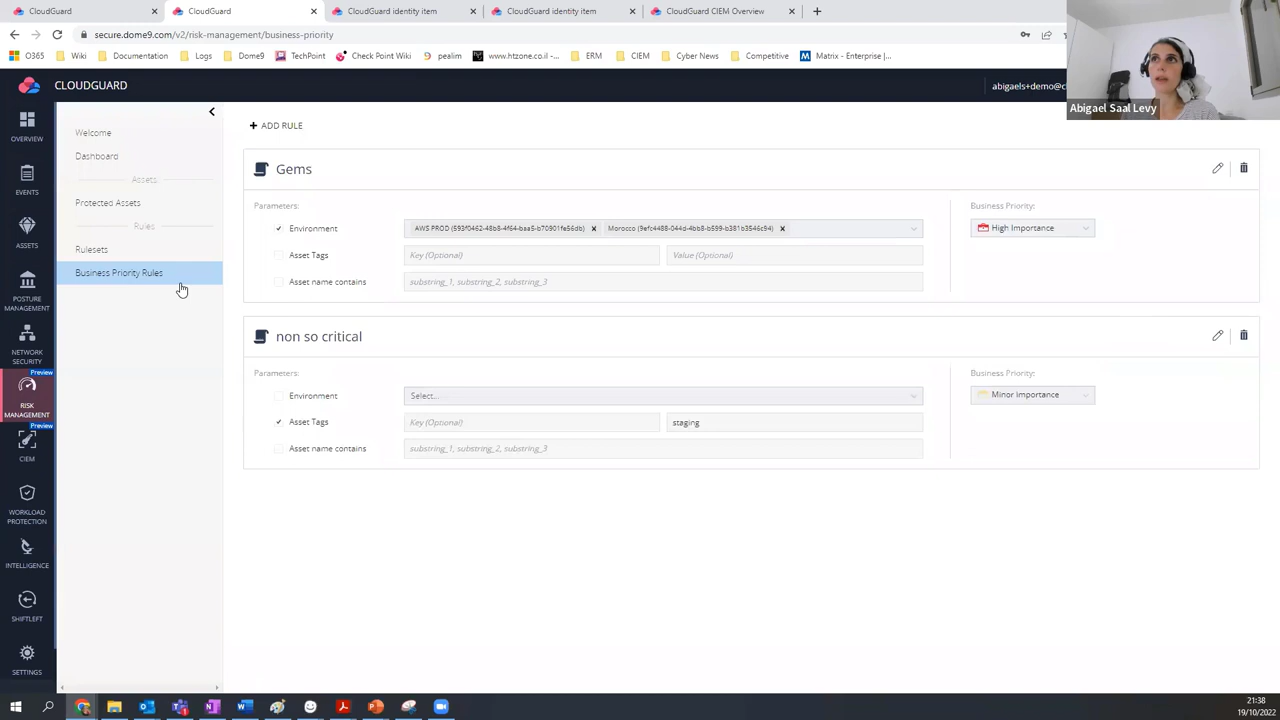 CloudGuard
CloudGuard
CloudGuard identity item
CloudGuard identity item
CloudGuard CIEM Overview
secure.dome9.com/v2/risk-management/business-priority
O365
Wiki
Documentation
Logs
Dome9
TechPoint
Check Point Wiki
pealim
www.htzone.co.il -...
ERM
CIEM
Cyber News
Competitive
Matrix - Enterprise |...
CLOUDGUARD
abigaels+demo@c
Abigael Saal Levy
OVERVIEW
EVENTS
ASSETS
POSTURE
MANAGEMENT
NETWORK
SECURITY
Preview
RISK
MANAGEMENT
Preview
CIEM
WORKLOAD
PROTECTION
INTELLIGENCE
SHIFTLEFT
SETTINGS
Welcome
Dashboard
Assets
Protected Assets
Rules
Rulesets
Business Priority Rules
+ ADD RULE
Gems
Parameters:
Business Priority:
Environment
AWS PROD (593f0462-48b8-4f64-baa5-b70901fe56db) x
Morocco (9efc4488-044d-4bb8-b599-b381b3546c94) x
High Importance
Asset Tags
Key (Optional)
Value (Optional)
Asset name contains
substring_1, substring_2, substring_3
non so critical
Parameters:
Business Priority:
Environment
Select...
Minor Importance
Asset Tags
Key (Optional)
staging
Asset name contains
substring_1, substring_2, substring_3
21:38
19/10/2022